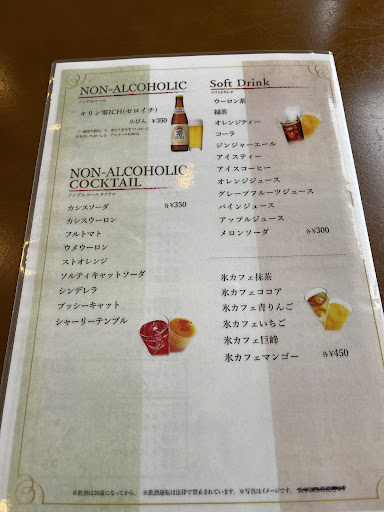 NON-ALCOHOLIC
ノンアルコール
キリン零ICHI(ゼロイチ)
小びん ¥350
NON-ALCOHOLIC
COCKTAIL
ノンアルコール カクテル
カシスソーダ 各¥350
カシスウーロン
フルトマト
ウメウーロン
ストオレンジ
ソルティキャットソーダ
シンデレラ
プッシーキャット
シャーリーテンプル
Soft Drink
ソフトドリンク
ウーロン茶
緑茶
オレンジティー
コーラ
ジンジャーエール
アイスティー
アイスコーヒー
オレンジジュース
グレープフルーツジュース
パインジュース
アップルジュース
メロンソーダ 各¥300
氷カフェ抹茶
氷カフェココア
氷カフェ青りんご
氷カフェいちご
氷カフェ巨峰
氷カフェマンゴー 各¥450
※飲酒は20歳になってから。 ※飲酒運転は法律で禁止されています。 ※写真はイメージです。